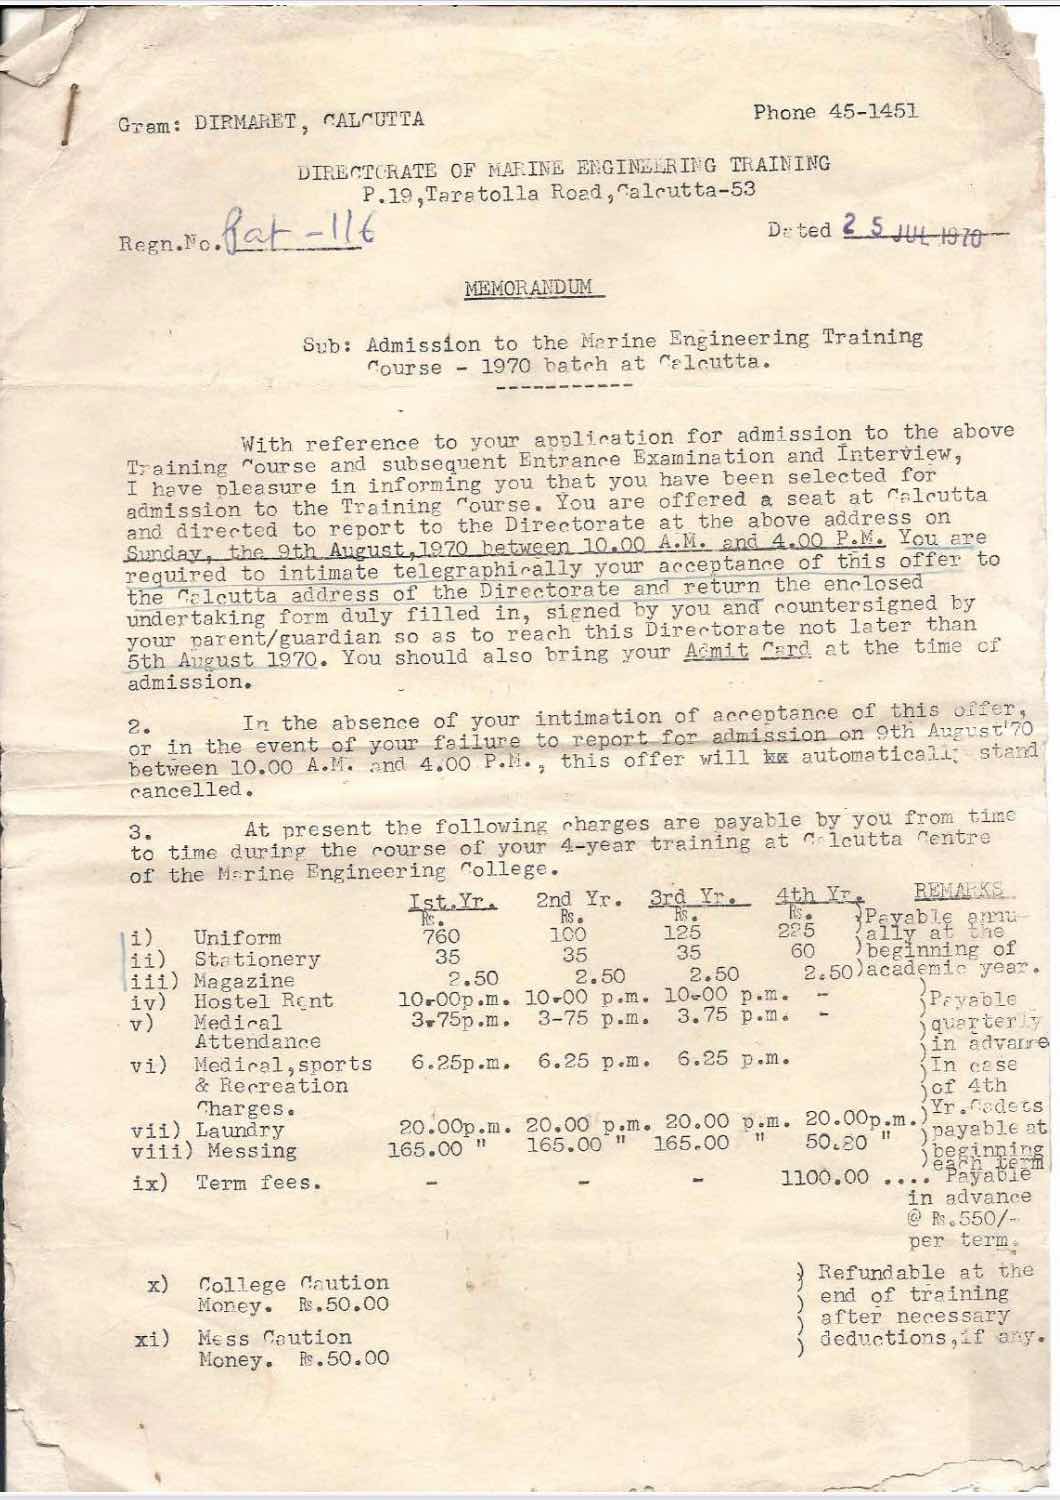 Gram: DIRMARET, CALCUTTA
Phone 45-1451
DIRECTORATE OF MARINE ENGINEERING TRAINING
P.19,Taratolla Road,Calcutta-53
Regn.No. Pat-116
Dated 25 JUL 1970
MEMORANDUM
Sub: Admission to the Marine Engineering Training
Course - 1970 batch at Calcutta.
------------
With reference to your application for admission to the above
Training Course and subsequent Entrance Examination and Interview,
I have pleasure in informing you that you have been selected for
admission to the Training Course. You are offered a seat at Calcutta
and directed to report to the Directorate at the above address on
Sunday, the 9th August,1970 between 10.00 A.M. and 4.00 P.M. You are
required to intimate telegraphically your acceptance of this offer to
the Calcutta address of the Directorate and return the enclosed
undertaking form duly filled in, signed by you and countersigned by
your parent/guardian so as to reach this Directorate not later than
5th August 1970. You should also bring your Admit Card at the time of
admission.
2. In the absence of your intimation of acceptance of this offer,
or in the event of your failure to report for admission on 9th August'70
between 10.00 A.M. and 4.00 P.M., this offer will automatically stand
cancelled.
3. At present the following charges are payable by you from time
to time during the course of your 4-year training at Calcutta Centre
of the Marine Engineering College.
Ist.Yr. 2nd Yr. 3rd Yr. 4th Yr. REMARKS
Rs. Rs. Rs. Rs. )Payable annu-
i) Uniform 760 100 125 225 )ally at the
ii) Stationery 35 35 35 60 )beginning of
iii) Magazine 2.50 2.50 2.50 2.50)academic year.
iv) Hostel Rent 10-00p.m. 10-00 p.m. 10-00 p.m. - )Payable
v) Medical 3.75p.m. 3-75 p.m. 3.75 p.m. - )quarterly
Attendance )in advance
vi) Medical,sports 6.25p.m. 6.25 p.m. 6.25 p.m. )In case
& Recreation )of 4th
Charges. )Yr.Cadets
vii) Laundry 20.00p.m. 20.00 p.m. 20.00 p.m. 20.00p.m. )payable at
viii) Messing 165.00 " 165.00 " 165.00 " 50.80 " )beginning
)each term
ix) Term fees. - - - 1100.00 .... Payable
in advance
@ Rs.550/-
per term.
x) College Caution ) Refundable at the
Money. Rs.50.00 ) end of training
) after necessary
xi) Mess Caution ) deductions,if any.
Money. Rs.50.00